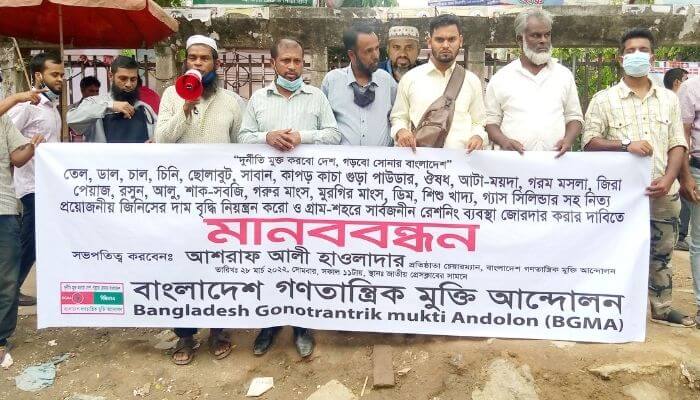 "দুর্নীতি মুক্ত করবো দেশ, গড়বো সোনার বাংলাদেশ"
তেল, ডাল, চাল, চিনি, ছোলাবুট, সাবান, কাপড় কাচা গুড়া পাউডার, ঔষধ, আটা-ময়দা, গরম মসলা, জিরা
পেয়াজ, রসুন, আলু, শাক-সবজি, গরুর মাংস, মুরগির মাংস, ডিম, শিশু খাদ্য, গ্যাস সিলিন্ডার সহ নিত্য
প্রয়োজনীয় জিনিসের দাম বৃদ্ধি নিয়ন্ত্রন করো ও গ্রাম-শহরে সার্বজনীন রেশনিং ব্যবস্থা জোরদার করার দাবিতে
মানববন্ধন
সভাপতিত্ব করবেনঃ আশরাফ আলী হাওলাদার প্রতিষ্ঠাতা চেয়ারম্যান, বাংলাদেশ গণতান্ত্রিক মুক্তি আন্দোলন
তারিখঃ ২৮ মার্চ ২০২২, সোমবার, সকাল ১১টায়, স্থানঃ জাতীয় প্রেসক্লাবের সামনে
বাংলাদেশ গণতান্ত্রিক মুক্তি আন্দোলন
Bangladesh Gonotrantrik mukti Andolon (BGMA)